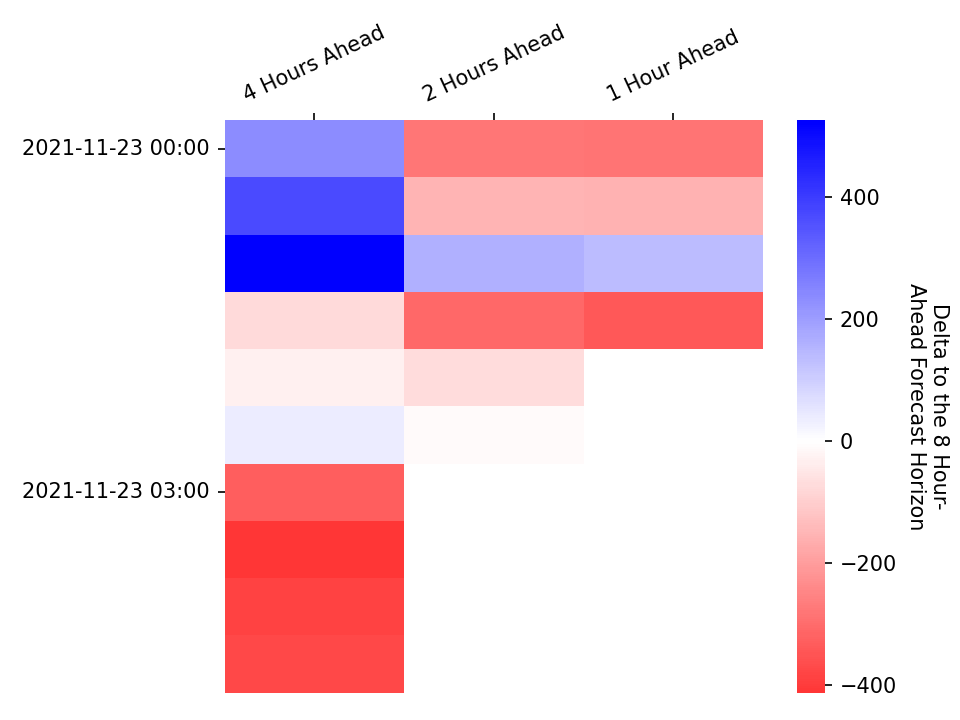 4 Hours Ahead
2 Hours Ahead
1 Hour Ahead
2021-11-23 00:00
2021-11-23 03:00
400
200
0
−200
−400
Delta to the 8 Hour-
Ahead Forecast Horizon